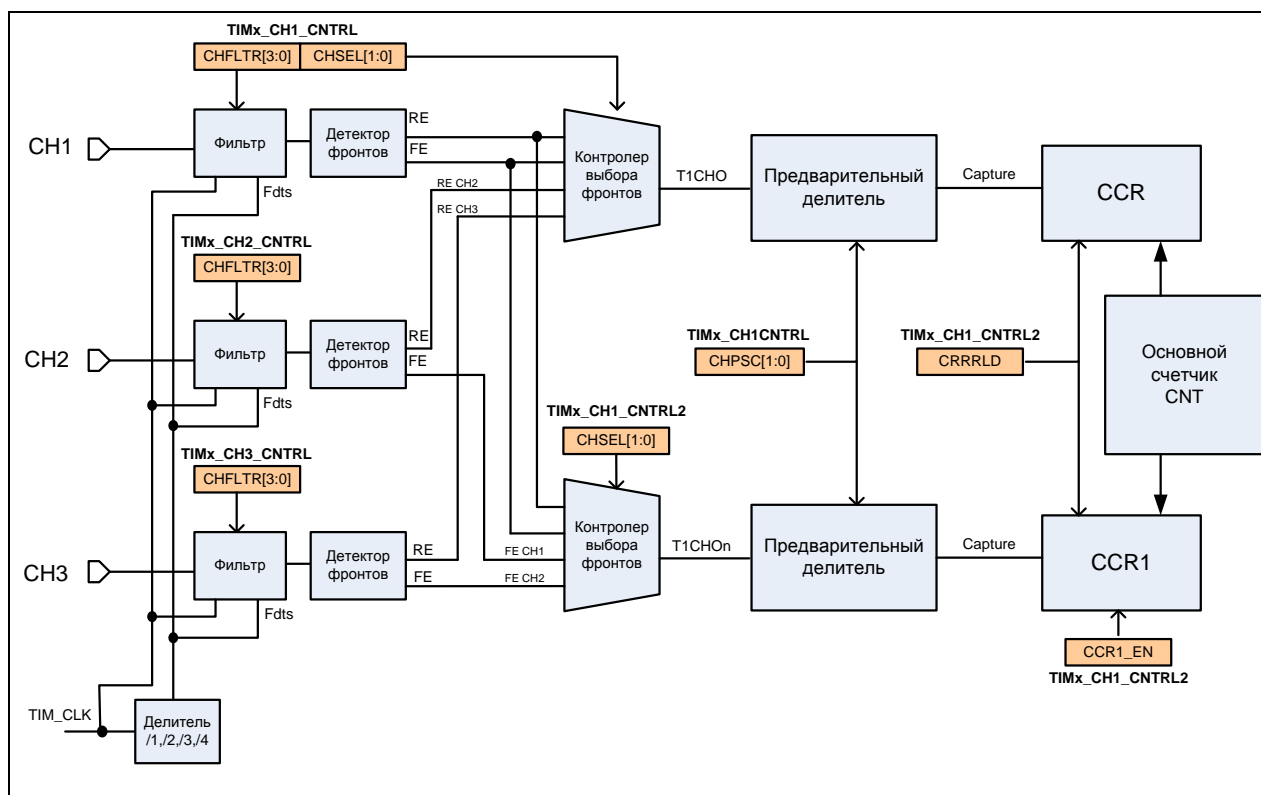 TIMx_CH1_CNTRL
CHFLTR[3:0] CHSEL[1:0]
CH1
Фильтр
Детектор
фронтов
RE
FE
Fdts
RE CH2
RE CH3
Контролер
выбора
фронтов
T1CHO
Предварительный
делитель
Capture
CCR
TIMx_CH2_CNTRL
CHFLTR[3:0]
CH2
Фильтр
Детектор
фронтов
RE
FE
Fdts
TIMx_CH1CNTRL
CHPSC[1:0]
TIMx_CH1_CNTRL2
CRRRLD
Основной
счетчик
CNT
TIMx_CH1_CNTRL2
CHSEL[1:0]
TIMx_CH3_CNTRL
CHFLTR[3:0]
CH3
Фильтр
Детектор
фронтов
RE
FE
Fdts
FE CH1
FE CH2
Контролер
выбора
фронтов
T1CHOn
Предварительный
делитель
Capture
CCR1
CCR1_EN
TIMx_CH1_CNTRL2
TIM_CLK
Делитель
/1,/2,/3,/4